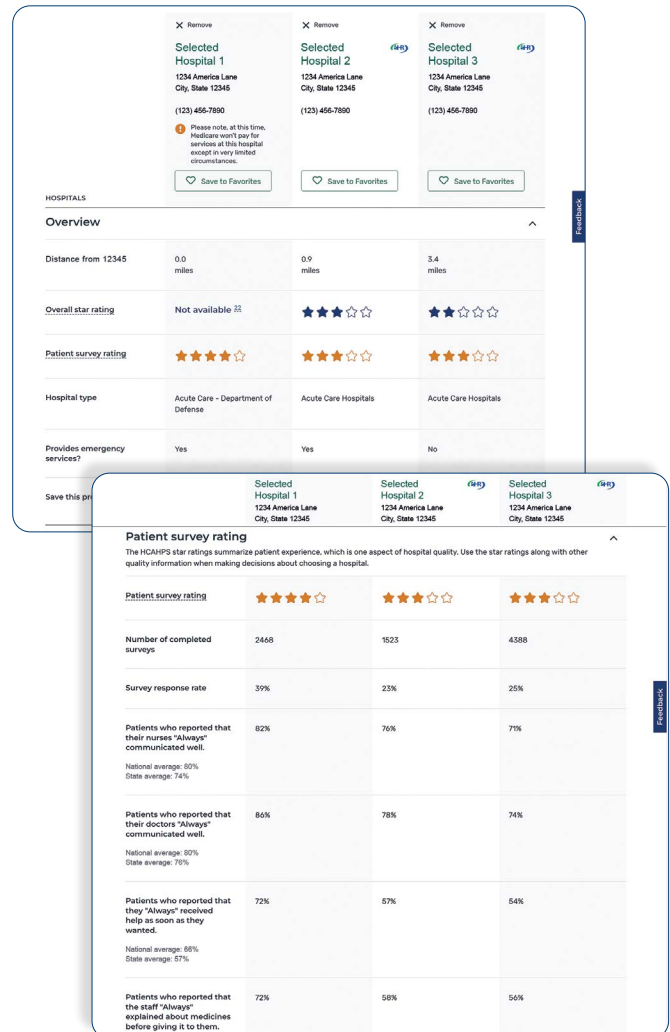 Remove
Remove
Remove
Selected
Hospital 1
1234 America Lane
City, State 12345
(123) 456-7890
Please note, at this time,
Medicare won't pay for
services at this hospital
except in very limited
circumstances.
Save to Favorites
Selected
Hospital 2
1234 America Lane
City, State 12345
(123) 456-7890
Save to Favorites
Selected
Hospital 3
1234 America Lane
City, State 12345
(123) 456-7890
Save to Favorites
HOSPITALS
Feedback
Overview
Distance from 12345
0.0
miles
0.9
miles
3.4
miles
Overall star rating
Not available 22
Patient survey rating
Hospital type
Acute Care - Department of
Defense
Acute Care Hospitals
Acute Care Hospitals
Provides emergency
services?
Yes
Yes
No
Save this pr
Selected
Hospital 1
1234 America Lane
City, State 12345
Selected
Hospital 2
1234 America Lane
City, State 12345
Selected
Hospital 3
1234 America Lane
City, State 12345
Patient survey rating
The HCAHPS star ratings summarize patient experience, which is one aspect of hospital quality. Use the star ratings along with other
quality information when making decisions about choosing a hospital.
Patient survey rating
Number of completed
surveys
2468
1523
4388
Survey response rate
39%
23%
25%
Feedback
Patients who reported that
their nurses "Always"
communicated well.
National average: 80%
State average: 74%
82%
76%
71%
Patients who reported that
their doctors "Always"
communicated well.
National average: 80%
State average: 76%
86%
78%
74%
Patients who reported that
they "Always" received
help as soon as they
wanted.
National average: 66%
State average: 57%
72%
57%
54%
Patients who reported that
the staff "Always"
explained about medicines
before giving it to them.
72%
58%
56%